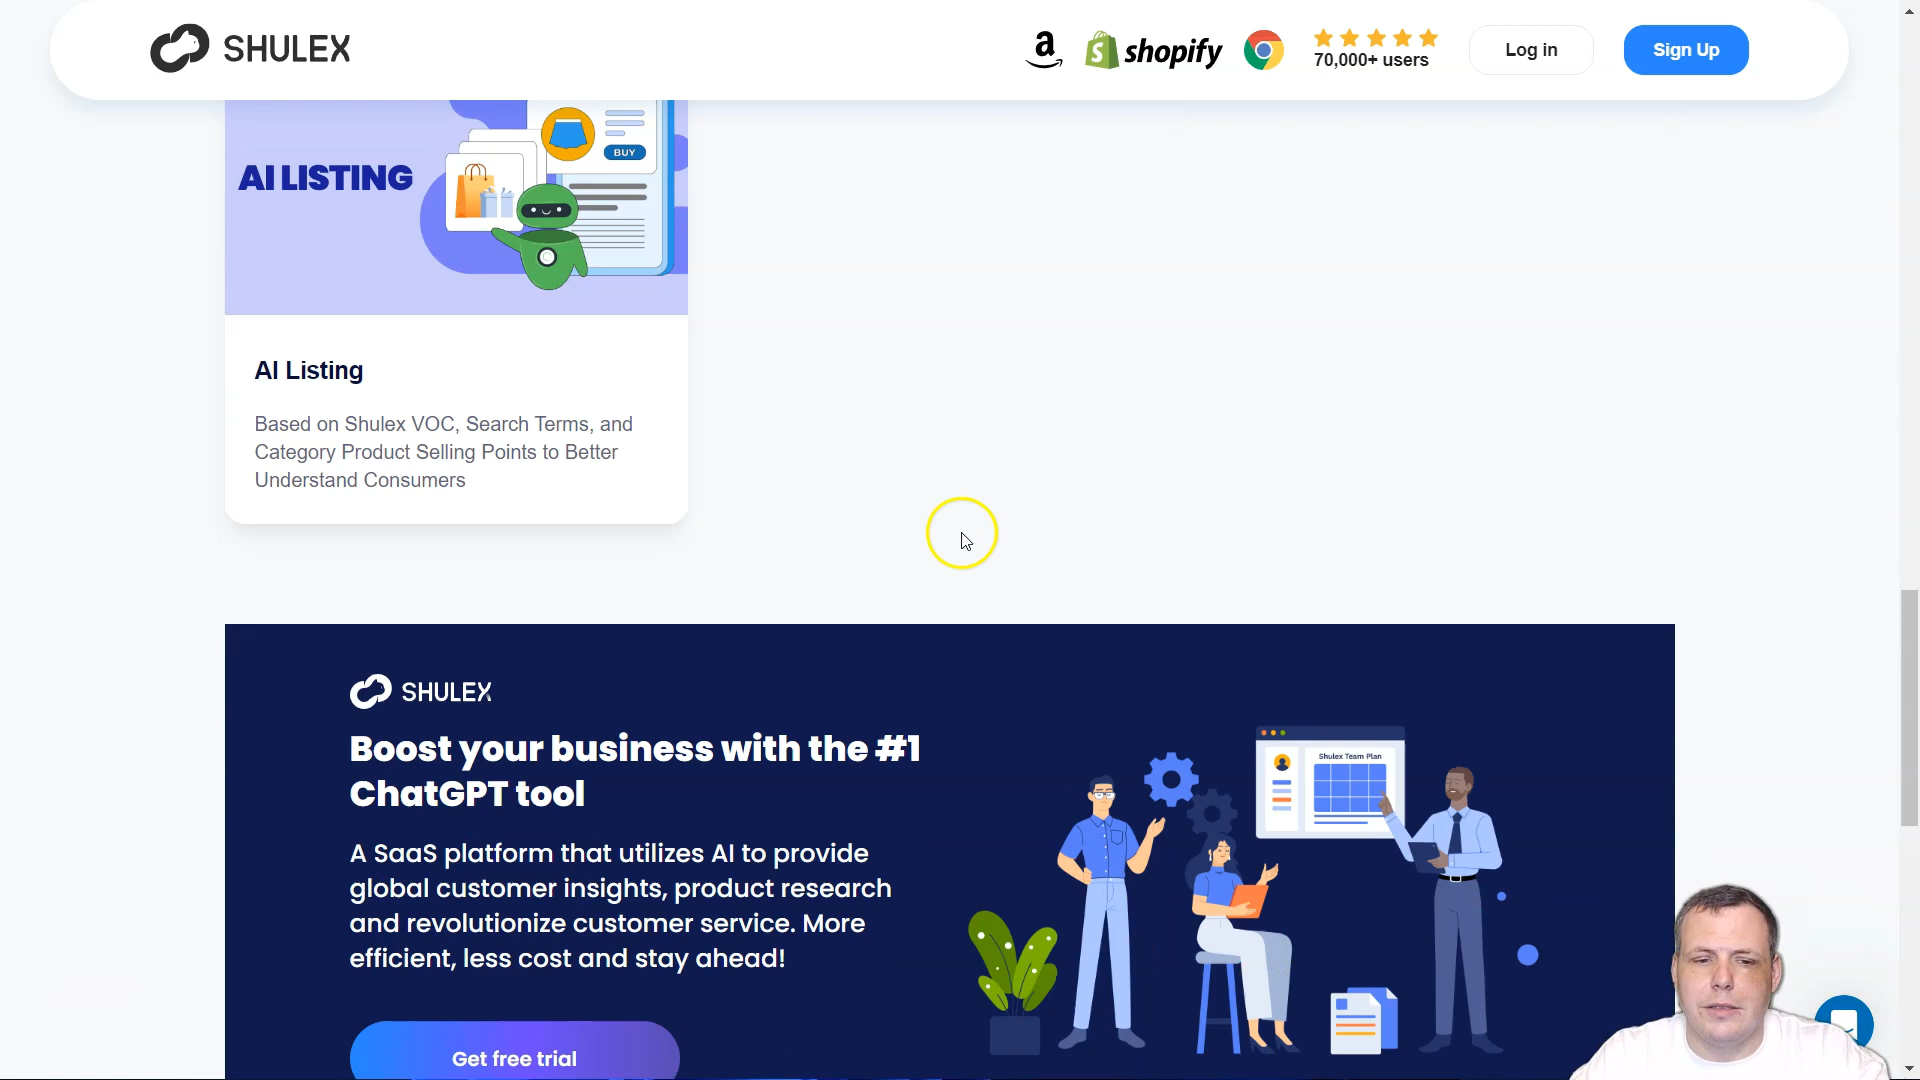 SHULEX
a
shopify
70,000+ users
Log in
Sign Up
AI LISTING
BUY
AI Listing
Based on Shulex VOC, Search Terms, and
Category Product Selling Points to Better
Understand Consumers
SHULEX
Boost your business with the #1
ChatGPT tool
Shulex Team Plan
A SaaS platform that utilizes AI to provide
global customer insights, product research
and revolutionize customer service. More
efficient, less cost and stay ahead!
Get free trial